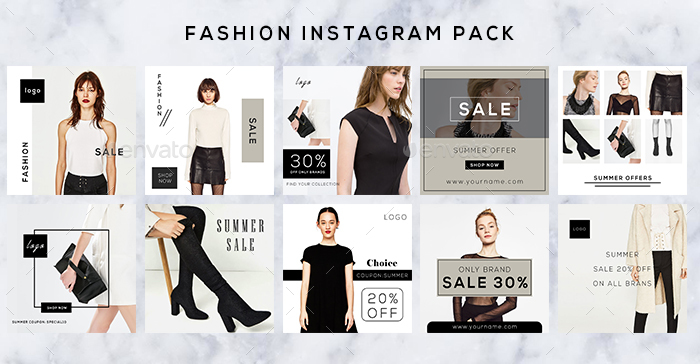 FASHION INSTAGRAM PACK
logo
FASHION
SALE
FASHION
SALE
SHOP NOW
logo
30%
OFF ONLY BRANDS
FIND YOUR COLLECTION
SALE
SUMMER OFFER
SHOP NOW
www.yourname.com
SUMMER OFFERS
envato
logo
SHOP NOW
SUMMER COUPON:SPECIAL20
SUMMER
SALE
LOGO
Choice
COUPON:SUMMER
20%
OFF
ONLY BRAND
SALE 30%
www.yourname.com
LOGO
SUMMER
SALE 20% OFF
ON ALL BRANS